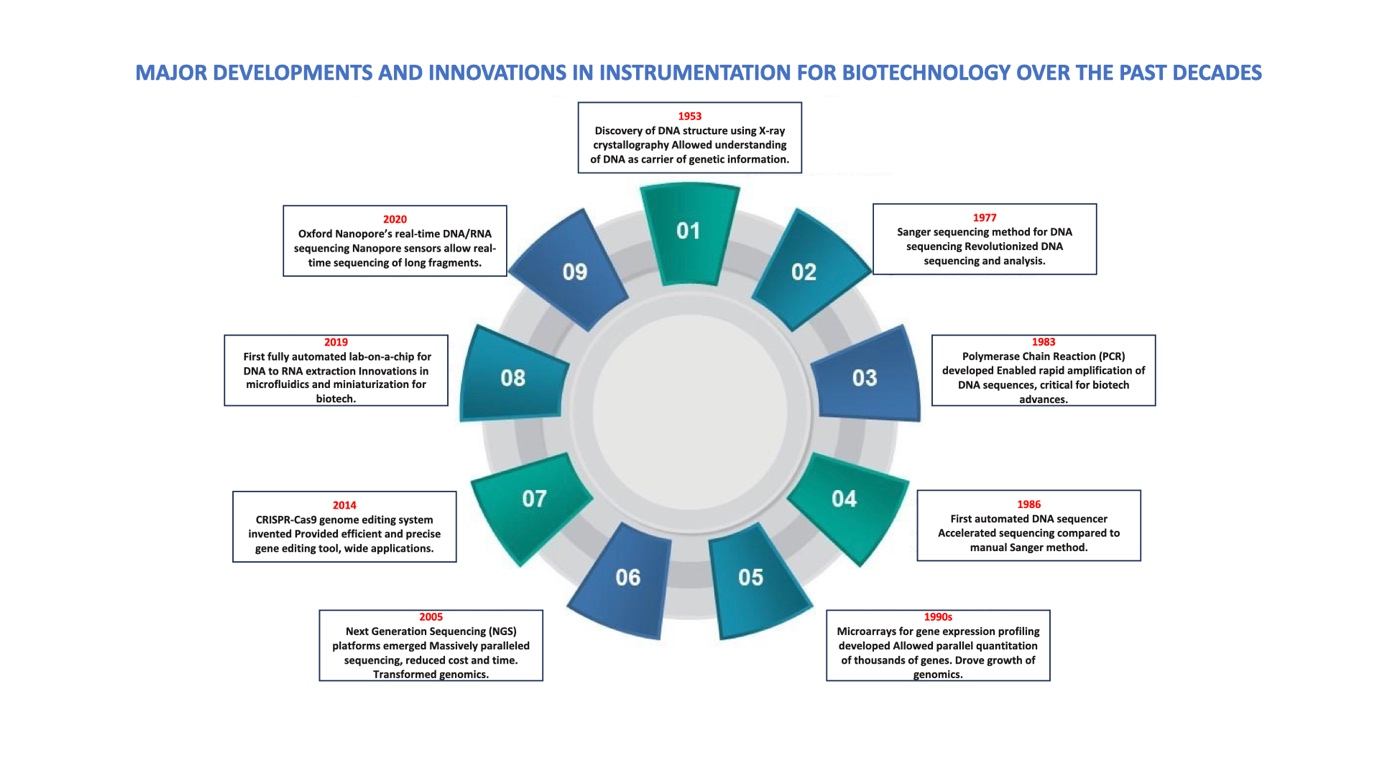 MAJOR DEVELOPMENTS AND INNOVATIONS IN INSTRUMENTATION FOR BIOTECHNOLOGY OVER THE PAST DECADES
1953
Discovery of DNA structure using X-ray
crystallography Allowed understanding
of DNA as carrier of genetic information.
01
1977
Sanger sequencing method for DNA
sequencing Revolutionized DNA
sequencing and analysis.
02
1983
Polymerase Chain Reaction (PCR)
developed Enabled rapid amplification of
DNA sequences, critical for biotech
advances.
03
1986
First automated DNA sequencer
Accelerated sequencing compared to
manual Sanger method.
04
1990s
Microarrays for gene expression profiling
developed Allowed parallel quantitation
of thousands of genes. Drove growth of
genomics.
05
2005
Next Generation Sequencing (NGS)
platforms emerged Massively paralleled
sequencing, reduced cost and time.
Transformed genomics.
06
2014
CRISPR-Cas9 genome editing system
invented Provided efficient and precise
gene editing tool, wide applications.
07
2019
First fully automated lab-on-a-chip for
DNA to RNA extraction Innovations in
microfluidics and miniaturization for
biotech.
08
2020
Oxford Nanopore's real-time DNA/RNA
sequencing Nanopore sensors allow real-
time sequencing of long fragments.
09